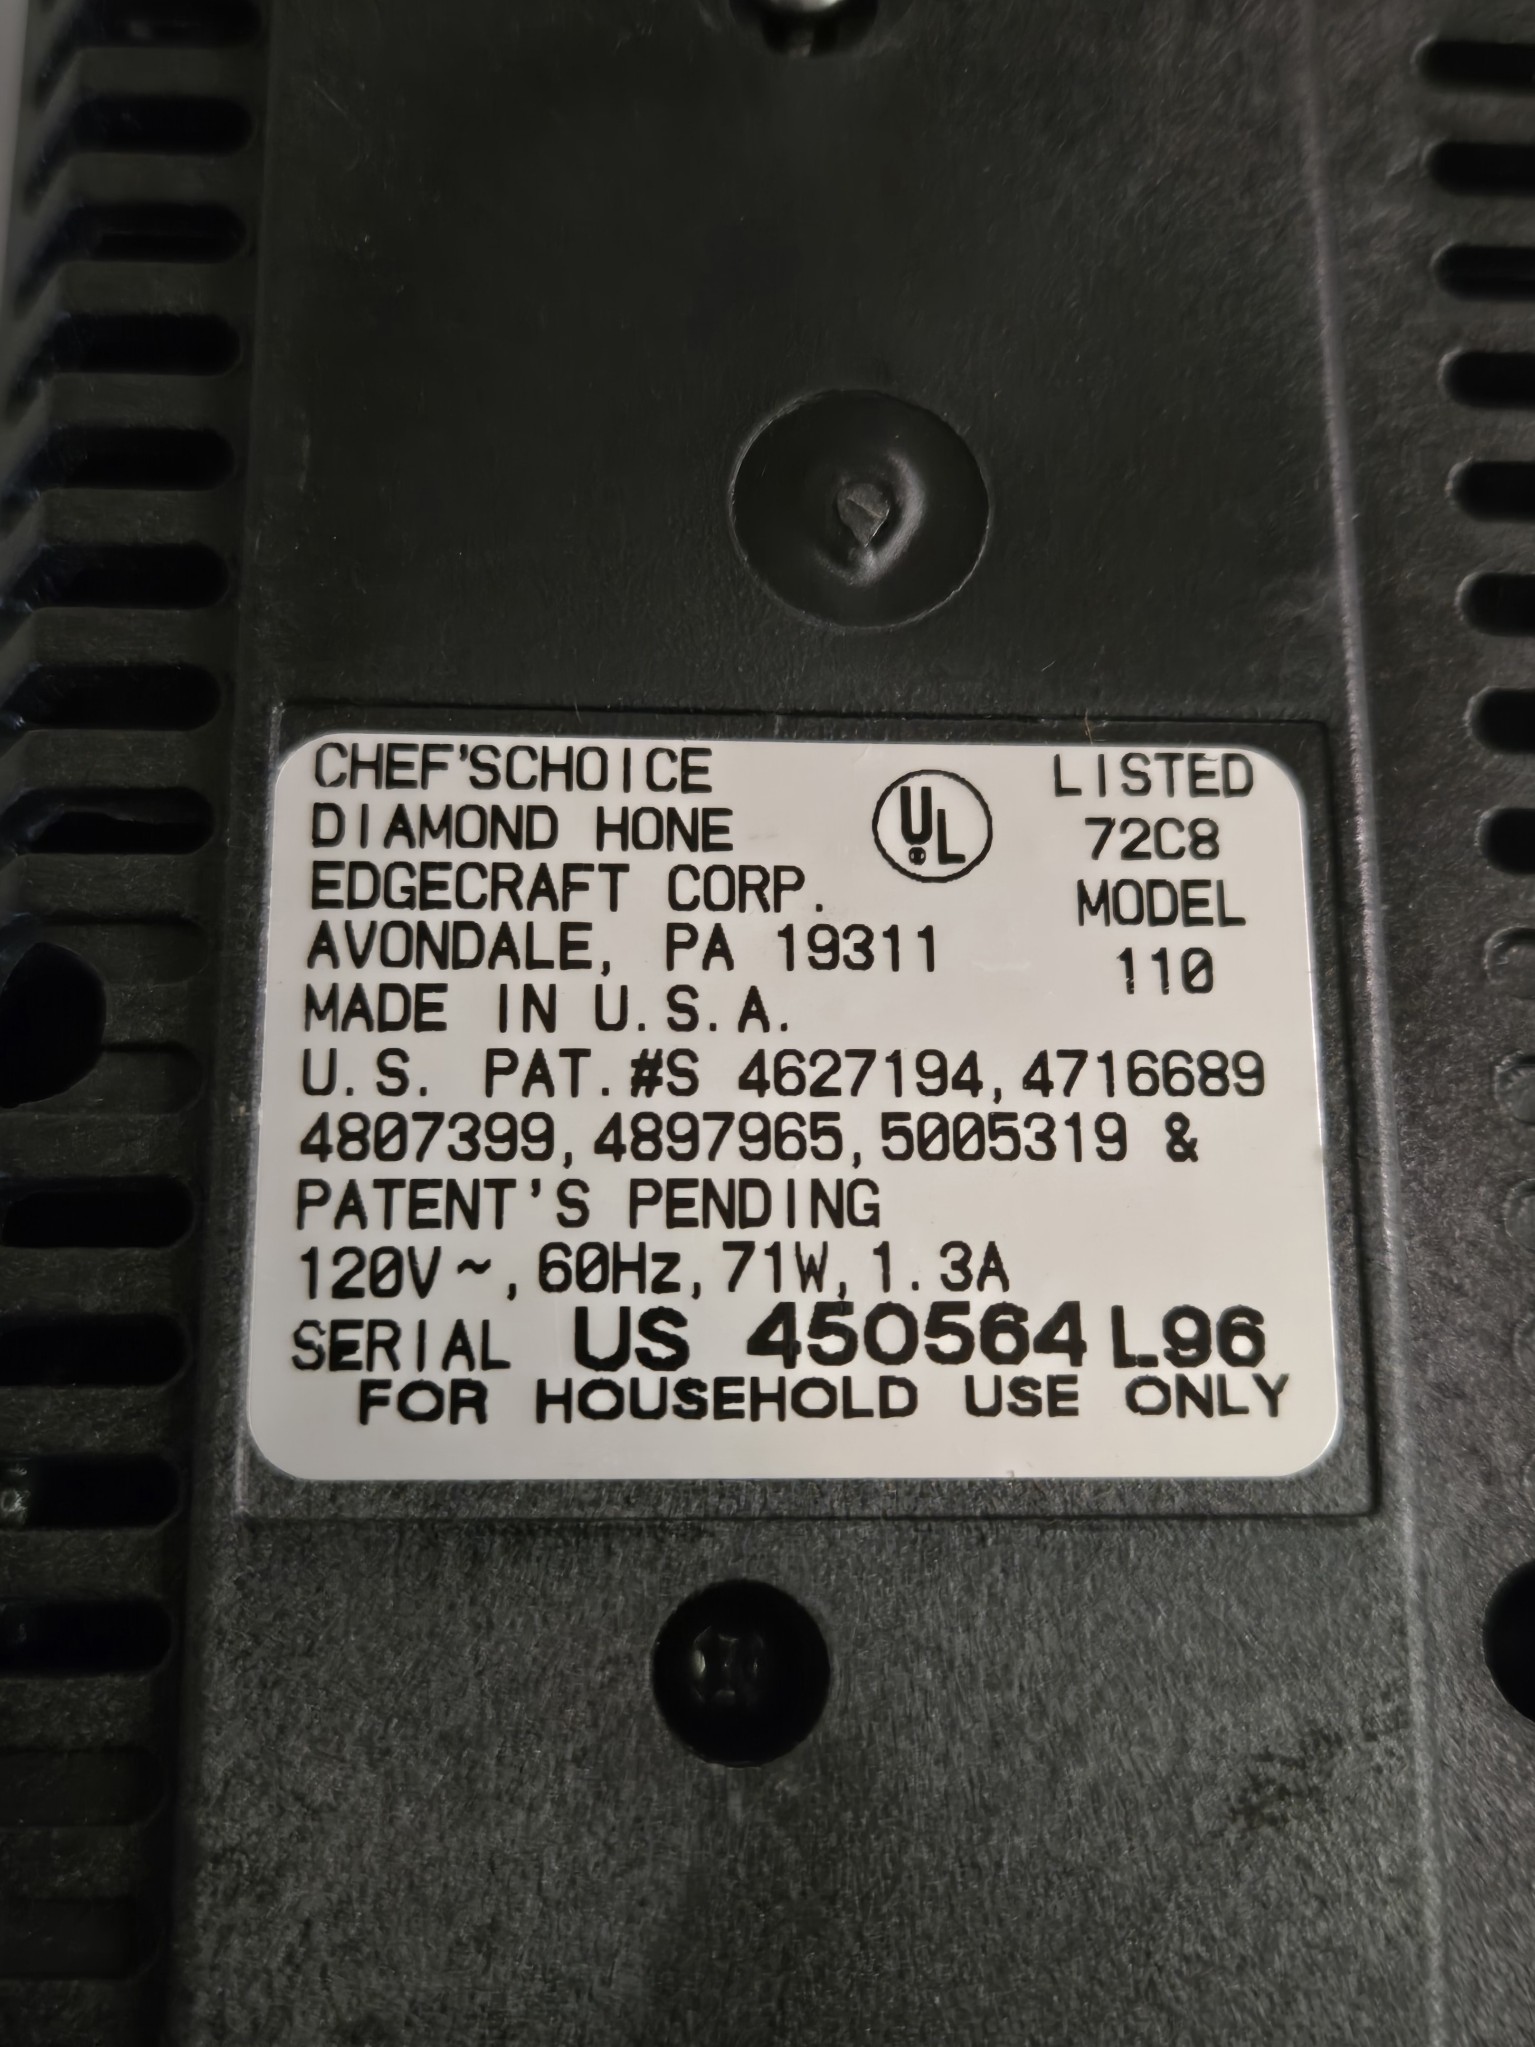 CHEF'SCHOICE
DIAMOND HONE
EDGECRAFT CORP.
AVONDALE, PA 19311
MADE IN U.S.A.
UL
LISTED
72C8
MODEL
110
U.S. PAT.#S 4627194,4716689
4807399,4897965,5005319 &
PATENT'S PENDING
120V~,60Hz,71W,1.3A
SERIAL US 450564 L96
FOR HOUSEHOLD USE ONLY